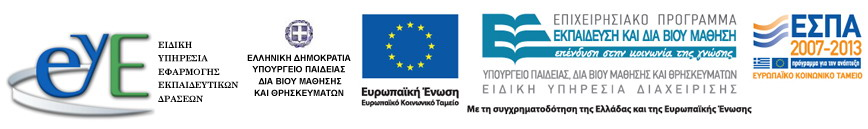 eΥΕ
ΕΙΔΙΚΗ
ΥΠΗΡΕΣΙΑ
ΕΦΑΡΜΟΓΗΣ
ΕΚΠΑΙΔΕΥΤΙΚΩΝ
ΔΡΑΣΕΩΝ
ΕΛΛΗΝΙΚΗ ΔΗΜΟΚΡΑΤΙΑ
ΥΠΟΥΡΓΕΙΟ ΠΑΙΔΕΙΑΣ
ΔΙΑ ΒΙΟΥ ΜΑΘΗΣΗΣ
ΚΑΙ ΘΡΗΣΚΕΥΜΑΤΩΝ
Ευρωπαϊκή Ένωση
Ευρωπαϊκό Κοινωνικό Ταμείο
ΕΠΙΧΕΙΡΗΣΙΑΚΟ ΠΡΟΓΡΑΜΜΑ
ΕΚΠΑΙΔΕΥΣΗ ΚΑΙ ΔΙΑ ΒΙΟΥ ΜΑΘΗΣΗ
επένδυση στην κοινωνία της γνώσης
ΥΠΟΥΡΓΕΙΟ ΠΑΙΔΕΙΑΣ, ΔΙΑ ΒΙΟΥ ΜΑΘΗΣΗΣ ΚΑΙ ΘΡΗΣΚΕΥΜΑΤΩΝ
ΕΙΔΙΚΗ ΥΠΗΡΕΣΙΑ ΔΙΑΧΕΙΡΙΣΗΣ
Με τη συγχρηματοδότηση της Ελλάδας και της Ευρωπαϊκής Ένωσης
ΕΣΠΑ
2007-2013
πρόγραμμα για την ανάπτυξη
ΕΥΡΩΠΑΪΚΟ ΚΟΙΝΩΝΙΚΟ ΤΑΜΕΙΟ